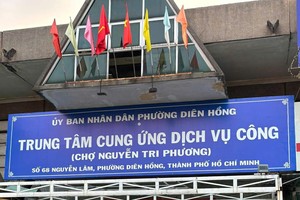 ỦY BAN NHÂN DÂN PHƯỜNG DIÊN HỒNG
TRUNG TÂM CUNG ỨNG DỊCH VỤ CÔNG
(CHỢ NGUYỄN TRI PHƯƠNG)
SỐ 68 NGUYỄN LÂM, PHƯỜNG DIÊN HỒNG, THÀNH PHỐ HỒ CHÍ MINH